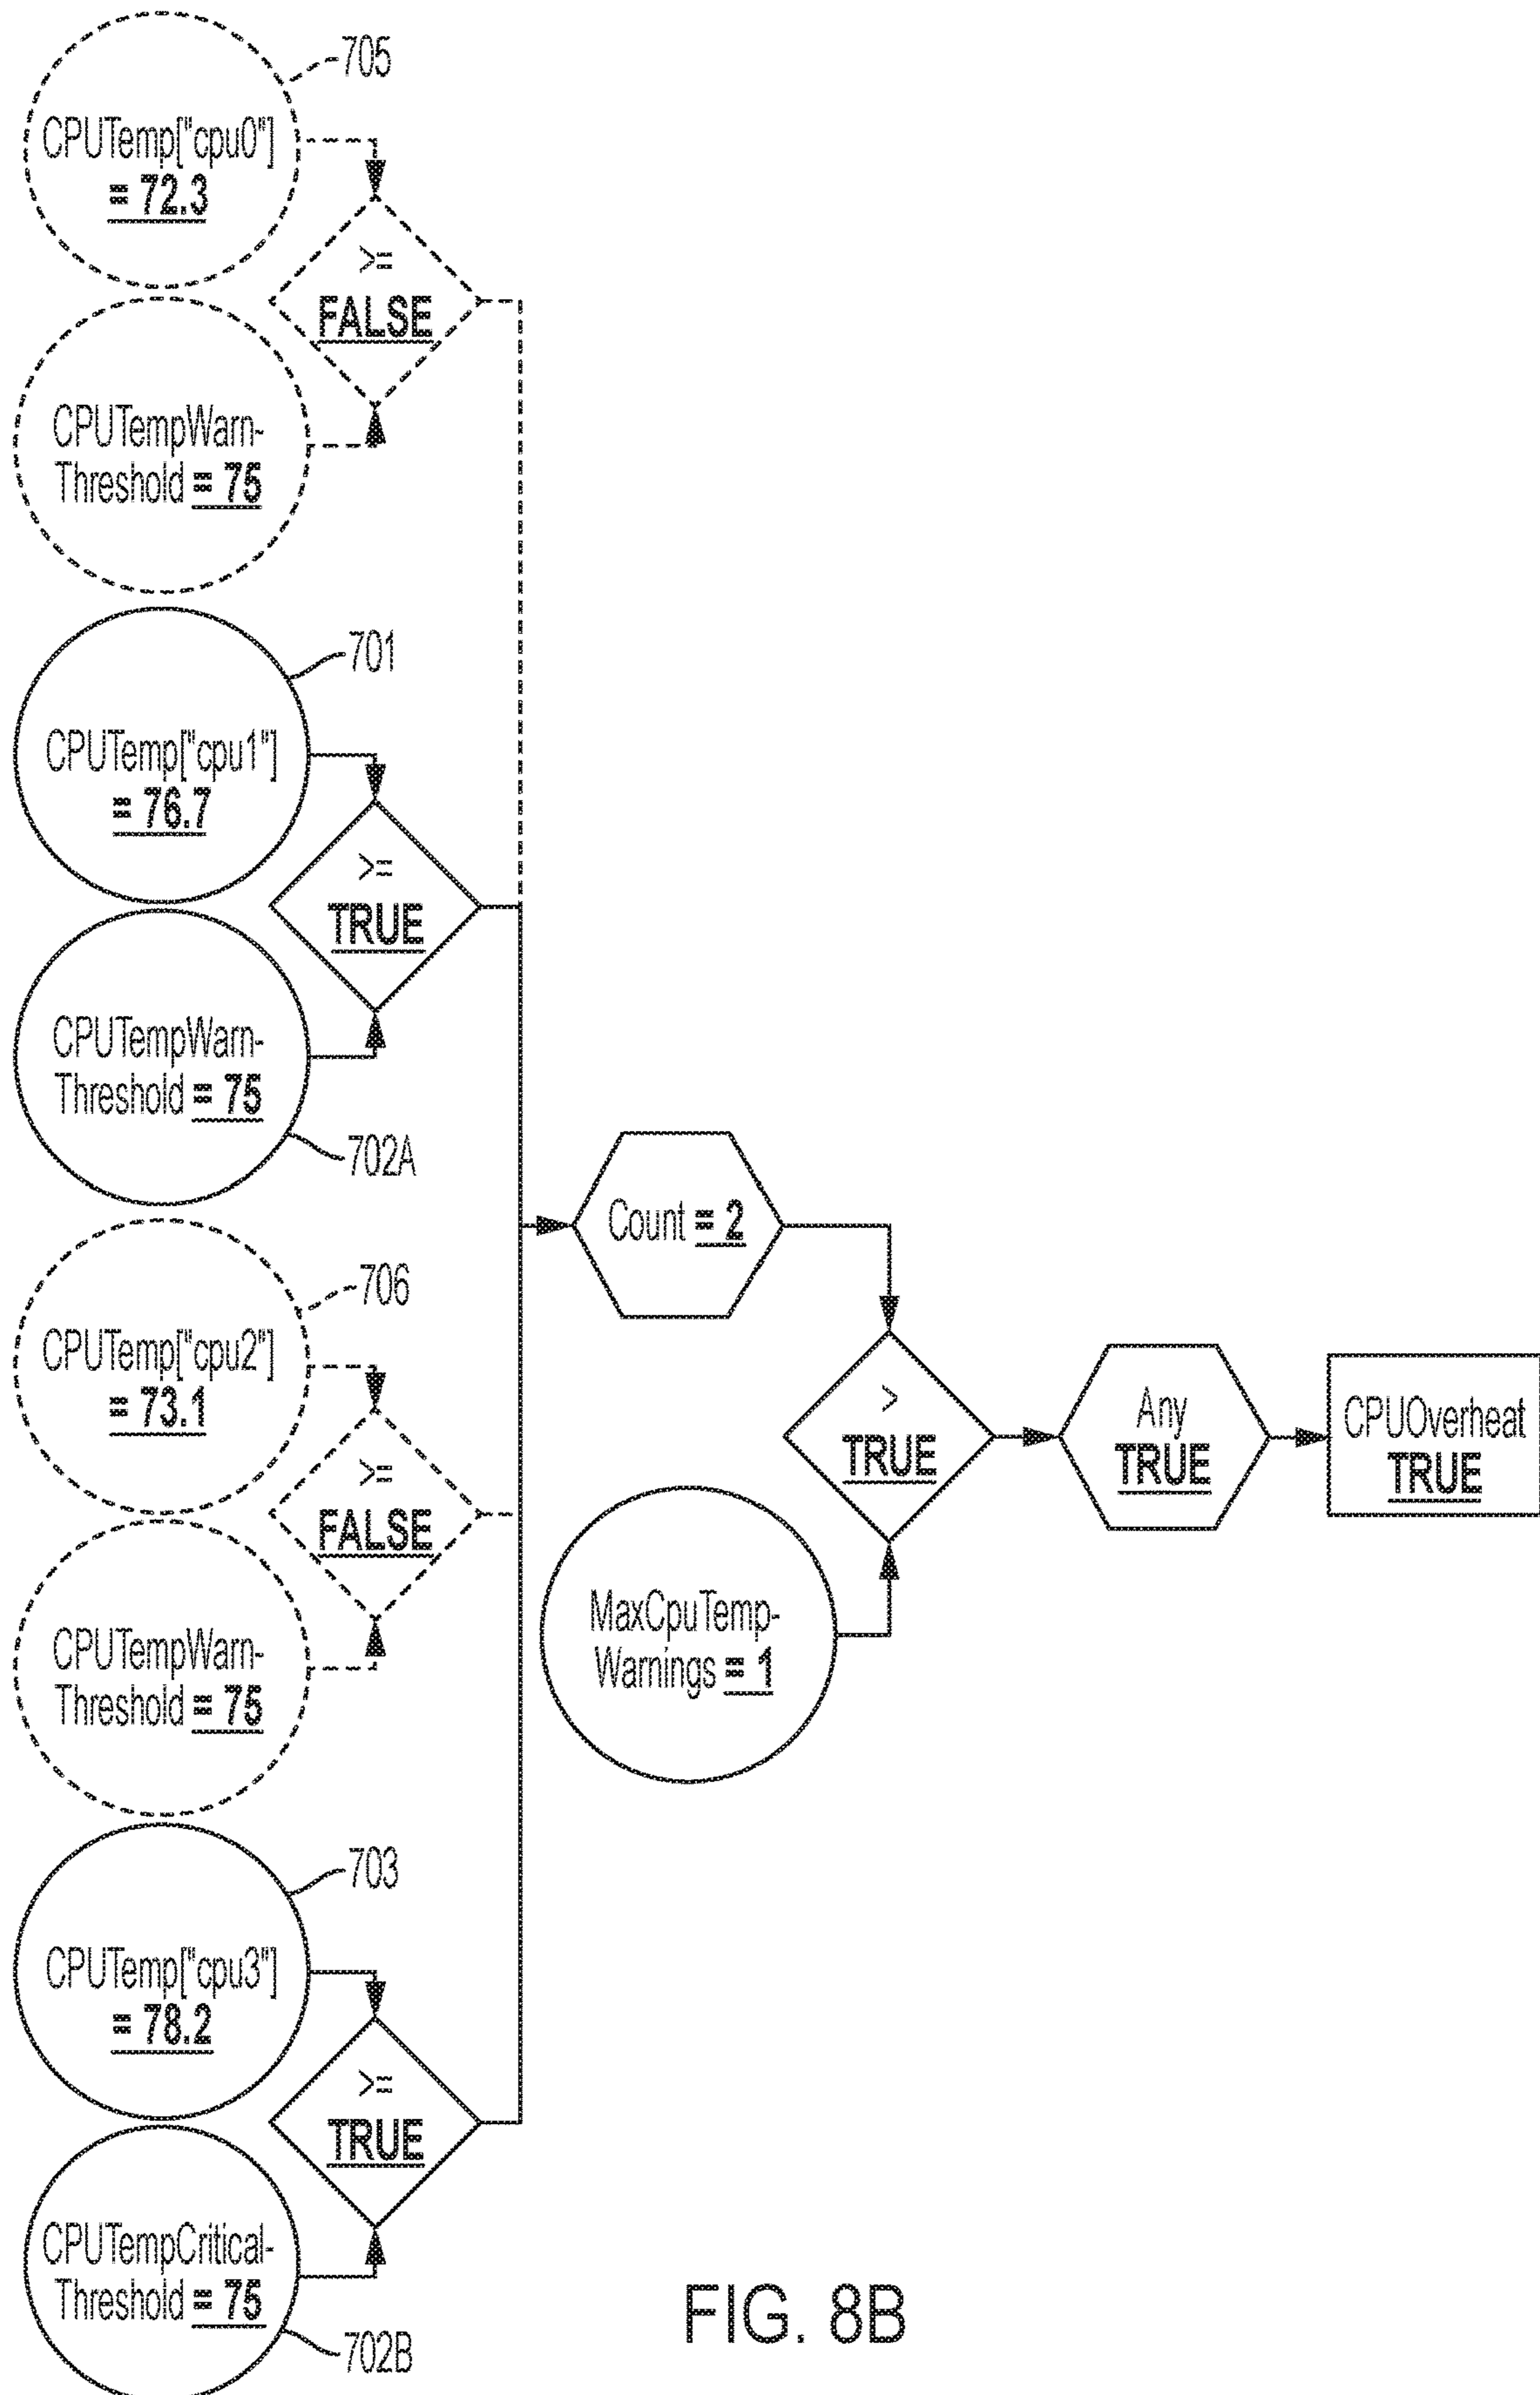 705
CPUTemp["cpu0"]
= 72.3
>=
FALSE
CPUTempWarn-
Threshold = 75
701
CPUTemp["cpu1"]
= 76.7
>=
TRUE
CPUTempWarn-
Threshold = 75
702A
Count = 2
706
CPUTemp["cpu2"]
= 73.1
>=
FALSE
>
TRUE
Any
TRUE
CPUOverheat
TRUE
CPUTempWarn-
Threshold = 75
MaxCpuTemp-
Warnings = 1
703
CPUTemp["cpu3"]
= 78.2
>=
TRUE
CPUTempCritical-
Threshold = 75
702B
FIG. 8B